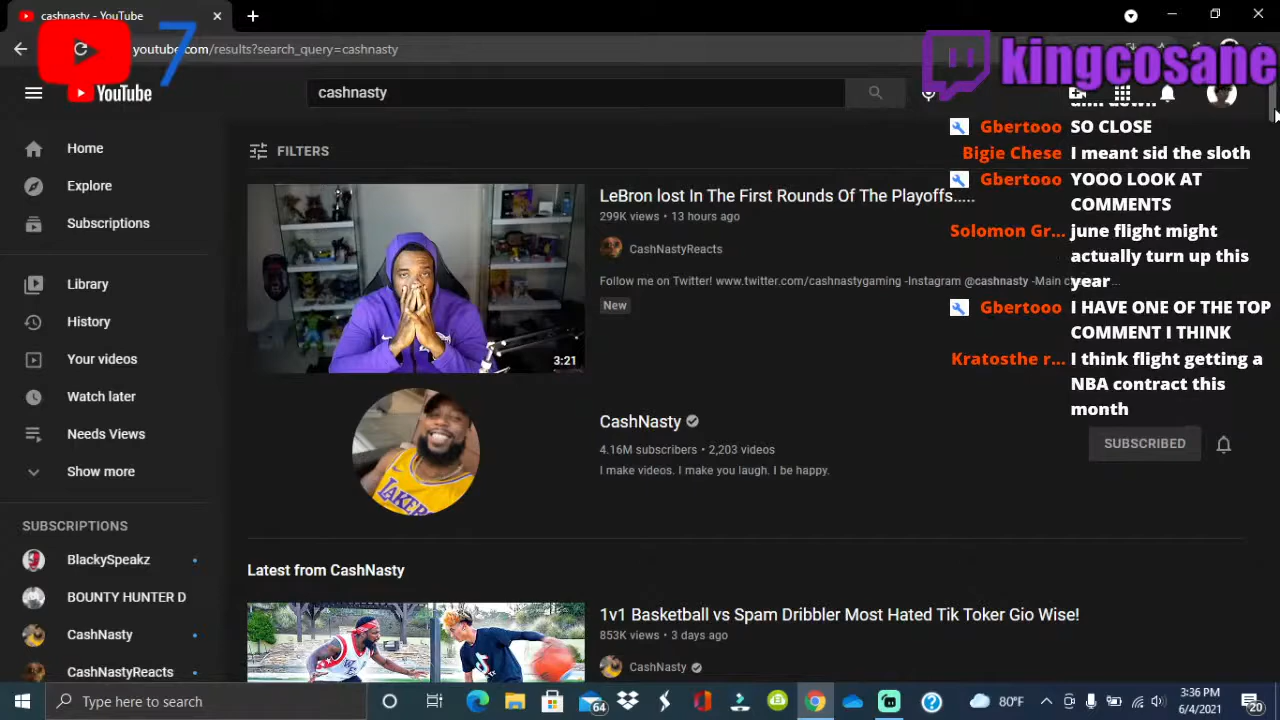 cashnasty - YouTube
7
youtube.com/results?search_query=cashnasty
kingcosane
YouTube
cashnasty
Gbertooo SO CLOSE
Bigie Chese I meant sid the sloth
Gbertooo YOOO LOOK AT
COMMENTS
Solomon Gr... june flight might
actually turn up this
year
Gbertooo I HAVE ONE OF THE TOP
COMMENT I THINK
Kratosthe r... I think flight getting a
NBA contract this
month
Home
Explore
Subscriptions
Library
History
Your videos
Watch later
Needs Views
Show more
SUBSCRIPTIONS
BlackySpeakz
BOUNTY HUNTER D
CashNasty
CashNastyReacts
FILTERS
3:21
LeBron lost In The First Rounds Of The Playoffs.....
299K views • 13 hours ago
CashNastyReacts
Follow me on Twitter! www.twitter.com/cashnastygaming -Instagram @cashnasty -Main
New
CashNasty
4.16M subscribers • 2,203 videos
I make videos. I make you laugh. I be happy.
SUBSCRIBED
Latest from CashNasty
1v1 Basketball vs Spam Dribbler Most Hated Tik Toker Gio Wise!
853K views • 3 days ago
CashNasty
Type here to search
64
80°F
3:36 PM
6/4/2021
20